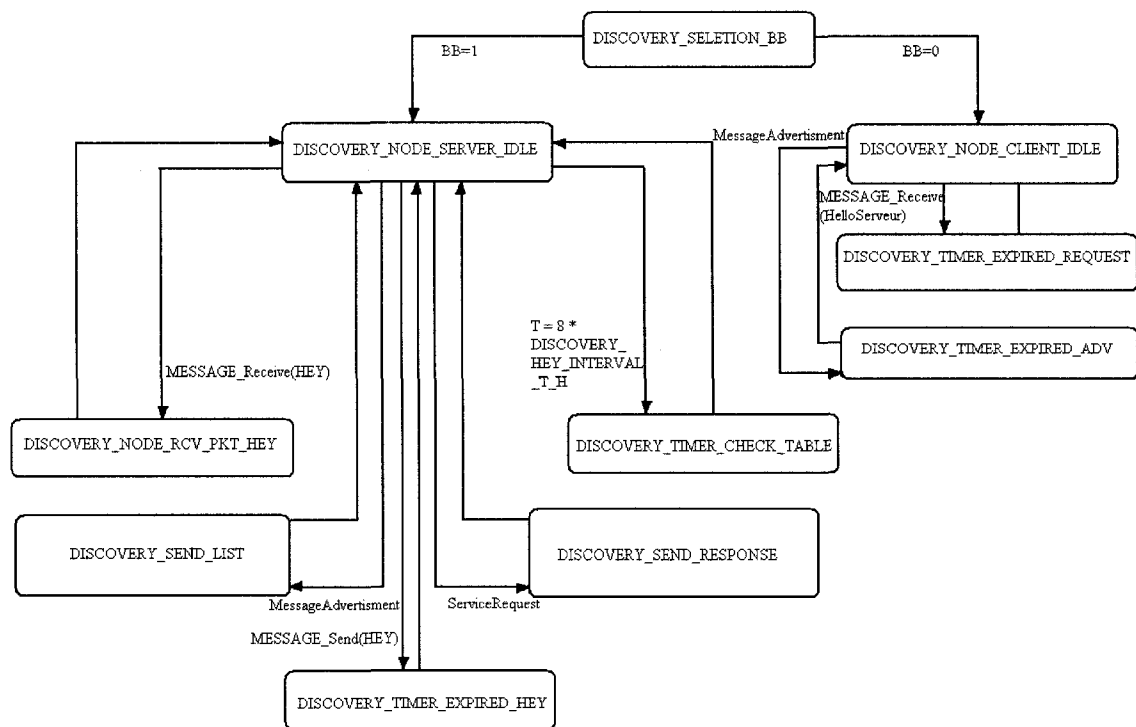 DISCOVERY_SELETION_BB
BB=1
BB=0
DISCOVERY_NODE_SERVER_IDLE
MessageAdvertisment
DISCOVERY_NODE_CLIENT_IDLE
MESSAGE_Receive
(HelloServeur)
DISCOVERY_TIMER_EXPIRED_REQUEST
T = 8 *
DISCOVERY_
HEY_INTERVAL
_T_H
DISCOVERY_TIMER_EXPIRED_ADV
MESSAGE_Receive(HEY)
DISCOVERY_NODE_RCV_PKT_HEY
DISCOVERY_TIMER_CHECK_TABLE
DISCOVERY_SEND_LIST
DISCOVERY_SEND_RESPONSE
MessageAdvertisment
ServiceRequest
MESSAGE_Send(HEY)
DISCOVERY_TIMER_EXPIRED_HEY